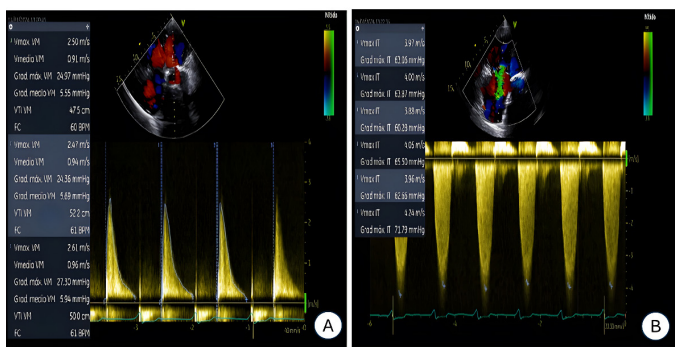 Vmax VM 2.50 m/s
Vmedia VM 0.91 m/s
Grad. máx. VM 24.97 mmHg
Grad. medio VM 5.55 mmHg
VTI VM 47.5 cm
FC 60 BPM
Vmax VM 2.47 m/s
Vmedia VM 0.94 m/s
Grad. máx. VM 24.36 mmHg
Grad. medio VM 5.89 mmHg
VTI VM 52.2 cm
FC 61 BPM
Vmax VM 2.61 m/s
Vmedia VM 0.96 m/s
Grad. máx. VM 27.30 mmHg
Grad. medio VM 5.94 mmHg
VTI VM 50.0 cm
FC 61 BPM
V
A
Vmax IT 3.97 m/s
Grad máx. IT 63.06 mmHg
Vmax IT 4.00 m/s
Grad máx. IT 63.87 mmHg
Vmax IT 3.88 m/s
Grad máx. IT 60.28 mmHg
Vmax IT 4.05 m/s
Grad máx. IT 65.50 mmHg
Vmax IT 3.96 m/s
Grad máx. IT 62.66 mmHg
Vmax IT 4.24 m/s
Grad máx. IT 71.79 mmHg
V
B